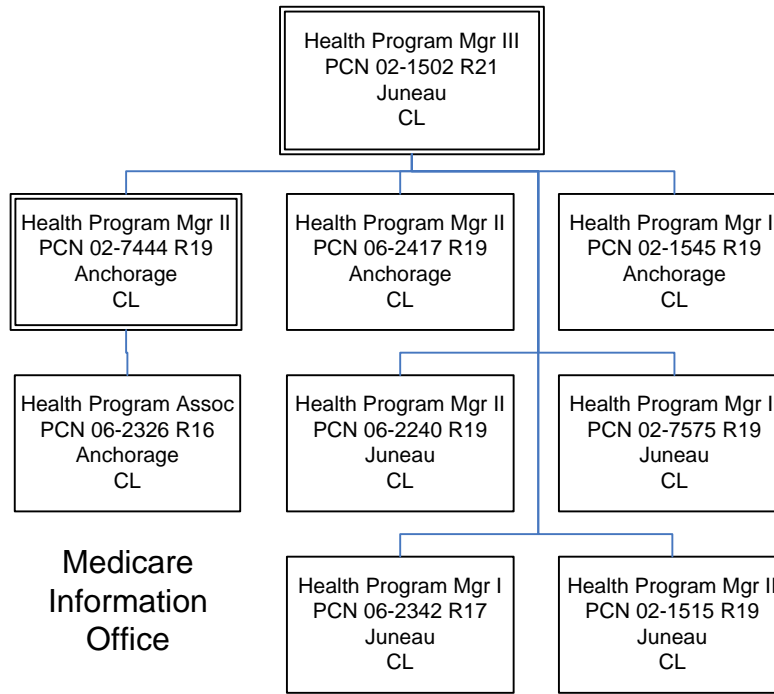 Health Program Mgr III
PCN 02-1502 R21
Juneau
CL
Health Program Mgr II
PCN 02-7444 R19
Anchorage
CL
Health Program Mgr II
PCN 06-2417 R19
Anchorage
CL
Health Program Mgr I
PCN 02-1545 R19
Anchorage
CL
Health Program Assoc
PCN 06-2326 R16
Anchorage
CL
Health Program Mgr II
PCN 06-2240 R19
Juneau
CL
Health Program Mgr I
PCN 02-7575 R19
Juneau
CL
Medicare
Information
Office
Health Program Mgr I
PCN 06-2342 R17
Juneau
CL
Health Program Mgr II
PCN 02-1515 R19
Juneau
CL